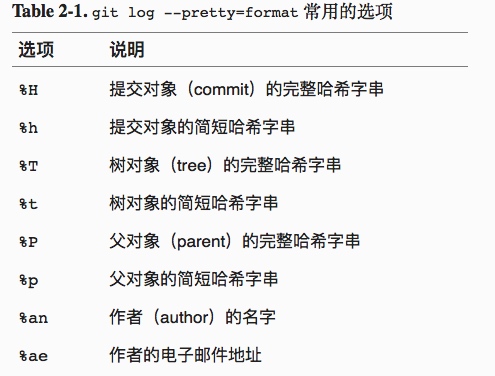 Table 2-1. git log --pretty=format 常用的选项
选项 说明
%H 提交对象（commit）的完整哈希字串
%h 提交对象的简短哈希字串
%T 树对象（tree）的完整哈希字串
%t 树对象的简短哈希字串
%P 父对象（parent）的完整哈希字串
%p 父对象的简短哈希字串
%an 作者（author）的名字
%ae 作者的电子邮件地址